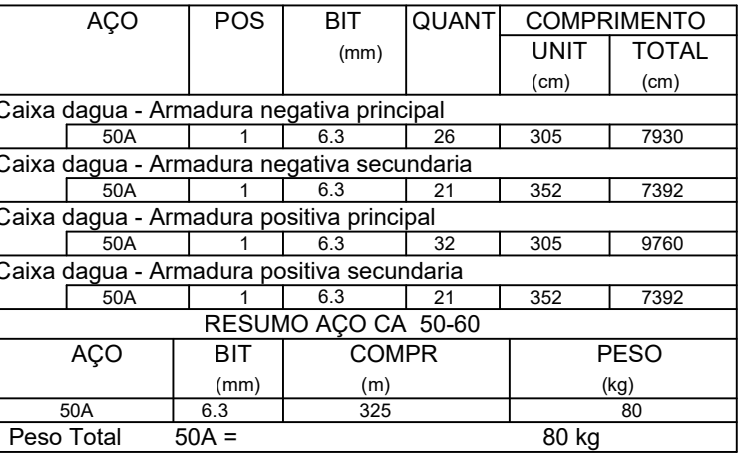 AÇO POS BIT QUANT COMPRIMENTO
(mm) UNIT TOTAL
(cm) (cm)
Caixa dagua - Armadura negativa principal
50A 1 6.3 26 305 7930
Caixa dagua - Armadura negativa secundaria
50A 1 6.3 21 352 7392
Caixa dagua - Armadura positiva principal
50A 1 6.3 32 305 9760
Caixa dagua - Armadura positiva secundaria
50A 1 6.3 21 352 7392
RESUMO AÇO CA 50-60
AÇO BIT COMPR PESO
(mm) (m) (kg)
50A 6.3 325 80
Peso Total 50A = 80 kg